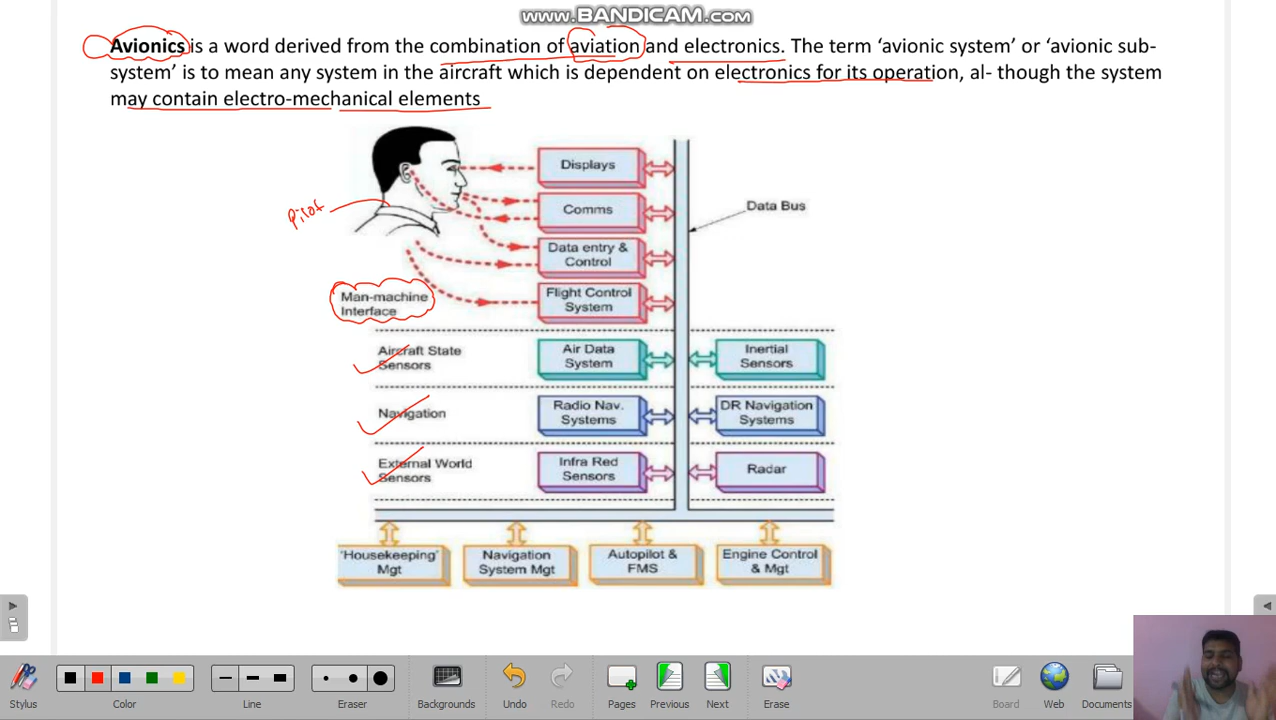 www.BANDICAM.com
Avionics is a word derived from the combination of aviation and electronics. The term ‘avionic system’ or ‘avionic sub-
system’ is to mean any system in the aircraft which is dependent on electronics for its operation, al- though the system
may contain electro-mechanical elements
Displays
Comms
Data Bus
Pilot
Data entry &
Control
Man-machine
Interface
Flight Control
System
Aircraft State
Sensors
Air Data
System
Inertial
Sensors
Navigation
Radio Nav.
Systems
DR Navigation
Systems
External World
Sensors
Infra Red
Sensors
Radar
'Housekeeping'
Mgt
Navigation
System Mgt
Autopilot &
FMS
Engine Control
& Mgt
Stylus
Color
Line
Eraser
Backgrounds
Undo
Redo
Pages
Previous
Next
Erase
Board
Web
Documents